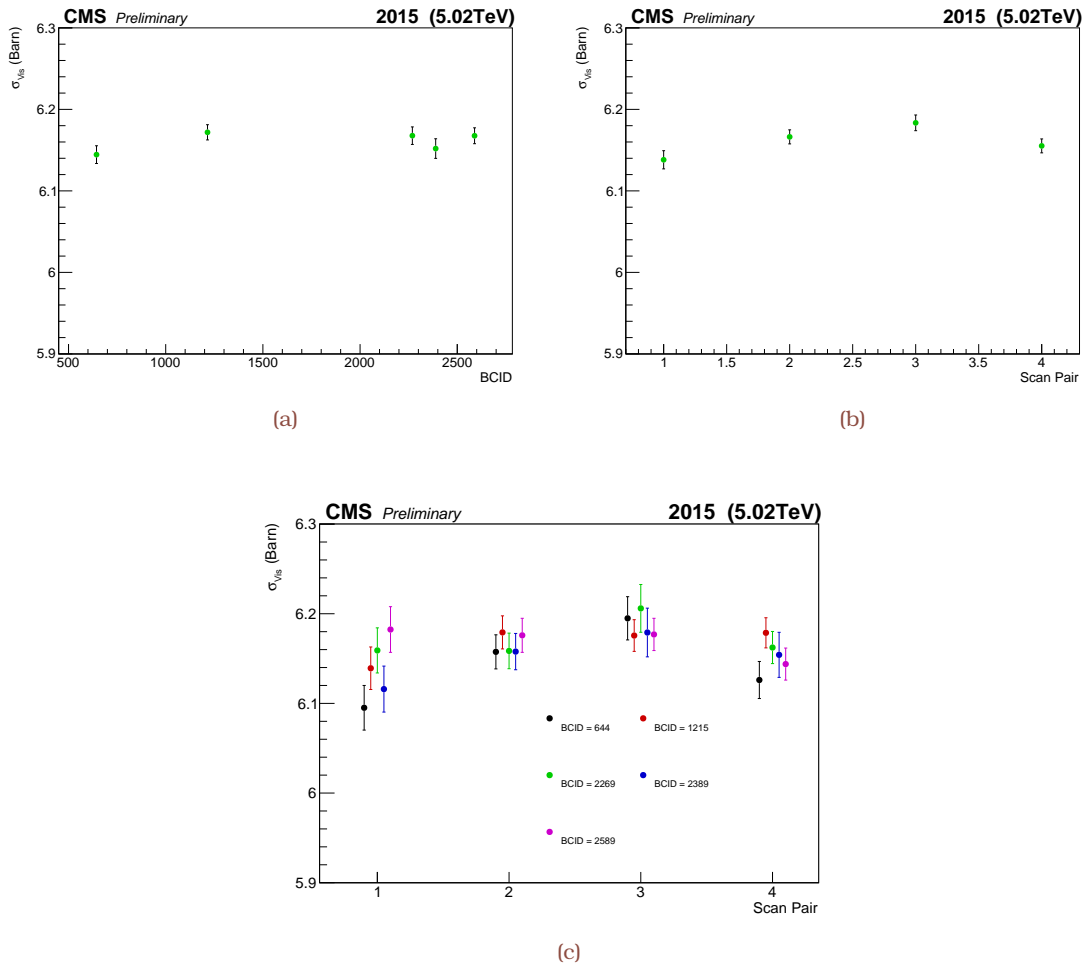 CMS Preliminary 2015 (5.02TeV)
σVis (Barn)
6.3
6.2
6.1
6
5.9
500 1000 1500 2000 2500
BCID
(a)
CMS Preliminary 2015 (5.02TeV)
σVis (Barn)
6.3
6.2
6.1
6
5.9
1 1.5 2 2.5 3 3.5 4
Scan Pair
(b)
CMS Preliminary 2015 (5.02TeV)
σVis (Barn)
6.3
6.2
6.1
6
5.9
BCID = 644 BCID = 1215
BCID = 2269 BCID = 2389
BCID = 2589
1 2 3 4
Scan Pair
(c)